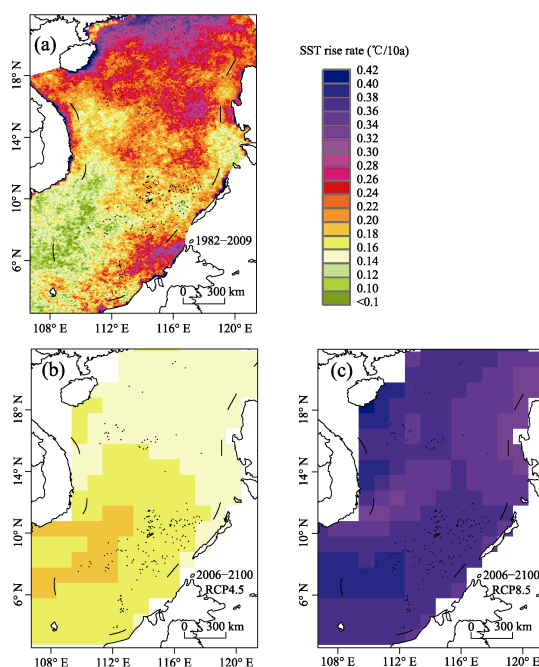 (a)
18° N
14° N
10° N
6° N
1982–2009
0 300 km
108° E 112° E 116° E 120° E
SST rise rate (℃/10a)
0.42
0.40
0.38
0.36
0.34
0.32
0.30
0.28
0.26
0.24
0.22
0.20
0.18
0.16
0.14
0.12
0.10
<0.1
(b)
18° N
14° N
10° N
6° N
2006–2100
RCP4.5
0 300 km
108° E 112° E 116° E 120° E
(c)
18° N
14° N
10° N
6° N
2006–2100
RCP8.5
0 300 km
108° E 112° E 116° E 120° E